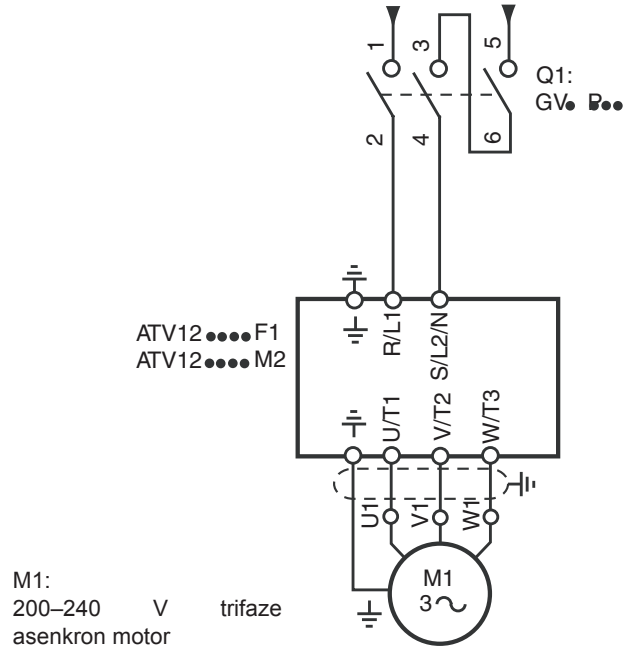 1
3
5
Q1:
GV● P●●
2
4
6
R/L1
S/L2/N
ATV12●●●●F1
ATV12●●●●M2
U/T1
V/T2
W/T3
U1
V1
W1
M1
3
M1:
200–240 V trifaze
asenkron motor